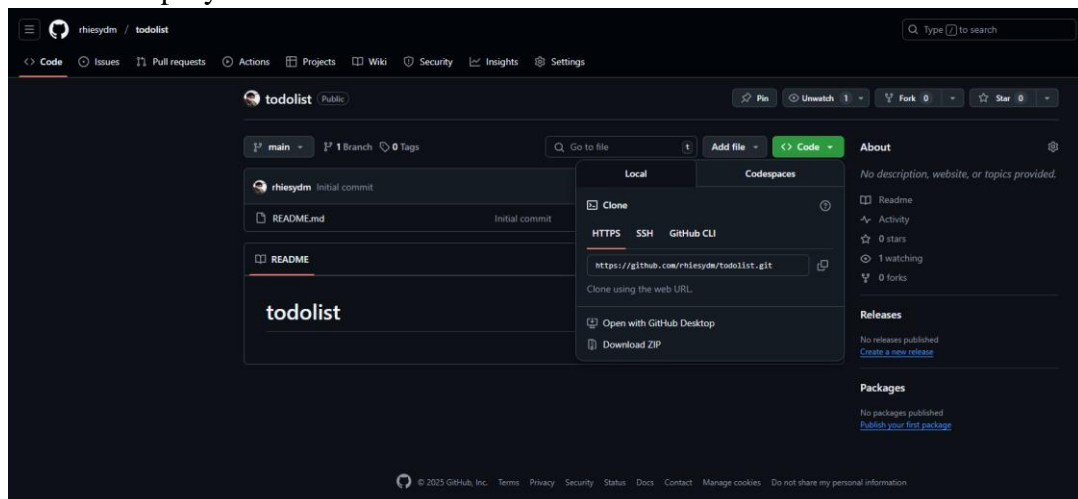 rhiesydm / todolist
Type / to search
Code Issues Pull requests Actions Projects Wiki Security Insights Settings
todolist Public
Pin Unwatch 1 Fork 0 Star 0
main 1 Branch 0 Tags
Go to file t Add file Code
rhiesydm Initial commit
README.md Initial commit
README
todolist
Local Codespaces
Clone
HTTPS SSH GitHub CLI
https://github.com/rhiesydm/todolist.git
Clone using the web URL.
Open with GitHub Desktop
Download ZIP
About
No description, website, or topics provided.
Readme
Activity
0 stars
1 watching
0 forks
Releases
No releases published
Create a new release
Packages
No packages published
Publish your first package
© 2025 GitHub, Inc. Terms Privacy Security Status Docs Contact Manage cookies Do not share my personal information